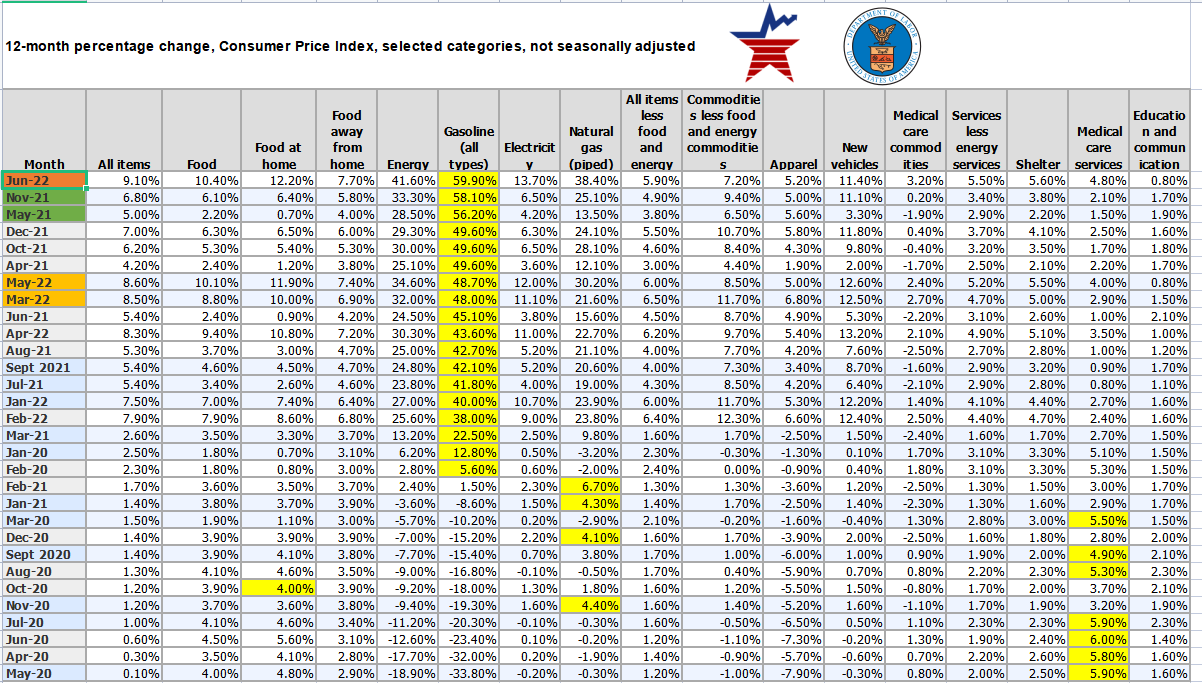 12-month percentage change, Consumer Price Index, selected categories, not seasonally adjusted
DEPARTMENT OF LABOR
UNITED STATES OF AMERICA
Month All items Food Food at home Food away from home Energy Gasoline (all types) Electricit y Natural gas (piped) All items less food and energy Commoditie s less food and energy commoditie s Apparel New vehicles Medical care commod ities Services less energy services Shelter Medical care services Educatio n and commun ication
Jun-22 9.10% 10.40% 12.20% 7.70% 41.60% 59.90% 13.70% 38.40% 5.90% 7.20% 5.20% 11.40% 3.20% 5.50% 5.60% 4.80% 0.80%
Nov-21 6.80% 6.10% 6.40% 5.80% 33.30% 58.10% 6.50% 25.10% 4.90% 9.40% 5.00% 11.10% 0.20% 3.40% 3.80% 2.10% 1.70%
May-21 5.00% 2.20% 0.70% 4.00% 28.50% 56.20% 4.20% 13.50% 3.80% 6.50% 5.60% 3.30% -1.90% 2.90% 2.20% 1.50% 1.90%
Dec-21 7.00% 6.30% 6.50% 6.00% 29.30% 49.60% 6.30% 24.10% 5.50% 10.70% 5.80% 11.80% 0.40% 3.70% 4.10% 2.50% 1.60%
Oct-21 6.20% 5.30% 5.40% 5.30% 30.00% 49.60% 6.50% 28.10% 4.60% 8.40% 4.30% 9.80% -0.40% 3.20% 3.50% 1.70% 1.80%
Apr-21 4.20% 2.40% 1.20% 3.80% 25.10% 49.60% 3.60% 12.10% 3.00% 4.40% 1.90% 2.00% -1.70% 2.50% 2.10% 2.20% 1.70%
May-22 8.60% 10.10% 11.90% 7.40% 34.60% 48.70% 12.00% 30.20% 6.00% 8.50% 5.00% 12.60% 2.40% 5.20% 5.50% 4.00% 0.80%
Mar-22 8.50% 8.80% 10.00% 6.90% 32.00% 48.00% 11.10% 21.60% 6.50% 11.70% 6.80% 12.50% 2.70% 4.70% 5.00% 2.90% 1.50%
Jun-21 5.40% 2.40% 0.90% 4.20% 24.50% 45.10% 3.80% 15.60% 4.50% 8.70% 4.90% 5.30% -2.20% 3.10% 2.60% 1.00% 2.10%
Apr-22 8.30% 9.40% 10.80% 7.20% 30.30% 43.60% 11.00% 22.70% 6.20% 9.70% 5.40% 13.20% 2.10% 4.90% 5.10% 3.50% 1.00%
Aug-21 5.30% 3.70% 3.00% 4.70% 25.00% 42.70% 5.20% 21.10% 4.00% 7.70% 4.20% 7.60% -2.50% 2.70% 2.80% 1.00% 1.20%
Sept 2021 5.40% 4.60% 4.50% 4.70% 24.80% 42.10% 5.20% 20.60% 4.00% 7.30% 3.40% 8.70% -1.60% 2.90% 3.20% 0.90% 1.70%
Jul-21 5.40% 3.40% 2.60% 4.60% 23.80% 41.80% 4.00% 19.00% 4.30% 8.50% 4.20% 6.40% -2.10% 2.90% 2.80% 0.80% 1.10%
Jan-22 7.50% 7.00% 7.40% 6.40% 27.00% 40.00% 10.70% 23.90% 6.00% 11.70% 5.30% 12.20% 1.40% 4.10% 4.40% 2.70% 1.60%
Feb-22 7.90% 7.90% 8.60% 6.80% 25.60% 38.00% 9.00% 23.80% 6.40% 12.30% 6.60% 12.40% 2.50% 4.40% 4.70% 2.40% 1.60%
Mar-21 2.60% 3.50% 3.30% 3.70% 13.20% 22.50% 2.50% 9.80% 1.60% 1.70% -2.50% 1.50% -2.40% 1.60% 1.70% 2.70% 1.50%
Jan-20 2.50% 1.80% 0.70% 3.10% 6.20% 12.80% 0.50% -3.20% 2.30% -0.30% -1.30% 0.10% 1.70% 3.10% 3.30% 5.10% 1.50%
Feb-20 2.30% 1.80% 0.80% 3.00% 2.80% 5.60% 0.60% -2.00% 2.40% 0.00% -0.90% 0.40% 1.80% 3.10% 3.30% 5.30% 1.50%
Feb-21 1.70% 3.60% 3.50% 3.70% 2.40% 1.50% 2.30% 6.70% 1.30% 1.30% -3.60% 1.20% -2.50% 1.30% 1.50% 3.00% 1.70%
Jan-21 1.40% 3.80% 3.70% 3.90% -3.60% -8.60% 1.50% 4.30% 1.40% 1.70% -2.50% 1.40% -2.30% 1.30% 1.60% 2.90% 1.70%
Mar-20 1.50% 1.90% 1.10% 3.00% -5.70% -10.20% 0.20% -2.90% 2.10% -0.20% -1.60% -0.40% 1.30% 2.80% 3.00% 5.50% 1.50%
Dec-20 1.40% 3.90% 3.90% 3.90% -7.00% -15.20% 2.20% 4.10% 1.60% 1.70% -3.90% 2.00% -2.50% 1.60% 1.80% 2.80% 2.00%
Sept 2020 1.40% 3.90% 4.10% 3.80% -7.70% -15.40% 0.70% 3.80% 1.70% 1.00% -6.00% 1.00% 0.90% 1.90% 2.00% 4.90% 2.10%
Aug-20 1.30% 4.10% 4.60% 3.50% -9.00% -16.80% -0.10% -0.50% 1.70% 0.40% -5.90% 0.70% 0.80% 2.20% 2.30% 5.30% 2.30%
Oct-20 1.20% 3.90% 4.00% 3.90% -9.20% -18.00% 1.30% 1.80% 1.60% 1.20% -5.50% 1.50% -0.80% 1.70% 2.00% 3.70% 2.10%
Nov-20 1.20% 3.70% 3.60% 3.80% -9.40% -19.30% 1.60% 4.40% 1.60% 1.40% -5.20% 1.60% -1.10% 1.70% 1.90% 3.20% 1.90%
Jul-20 1.00% 4.10% 4.60% 3.40% -11.20% -20.30% -0.10% -0.30% 1.60% -0.50% -6.50% 0.50% 1.10% 2.30% 2.30% 5.90% 2.30%
Jun-20 0.60% 4.50% 5.60% 3.10% -12.60% -23.40% 0.10% -0.20% 1.20% -1.10% -7.30% -0.20% 1.30% 1.90% 2.40% 6.00% 1.40%
Apr-20 0.30% 3.50% 4.10% 2.80% -17.70% -32.00% 0.20% -1.90% 1.40% -0.90% -5.70% -0.60% 0.70% 2.20% 2.60% 5.80% 1.60%
May-20 0.10% 4.00% 4.80% 2.90% -18.90% -33.80% -0.20% -0.30% 1.20% -1.00% -7.90% -0.30% 0.80% 2.00% 2.50% 5.90% 1.60%